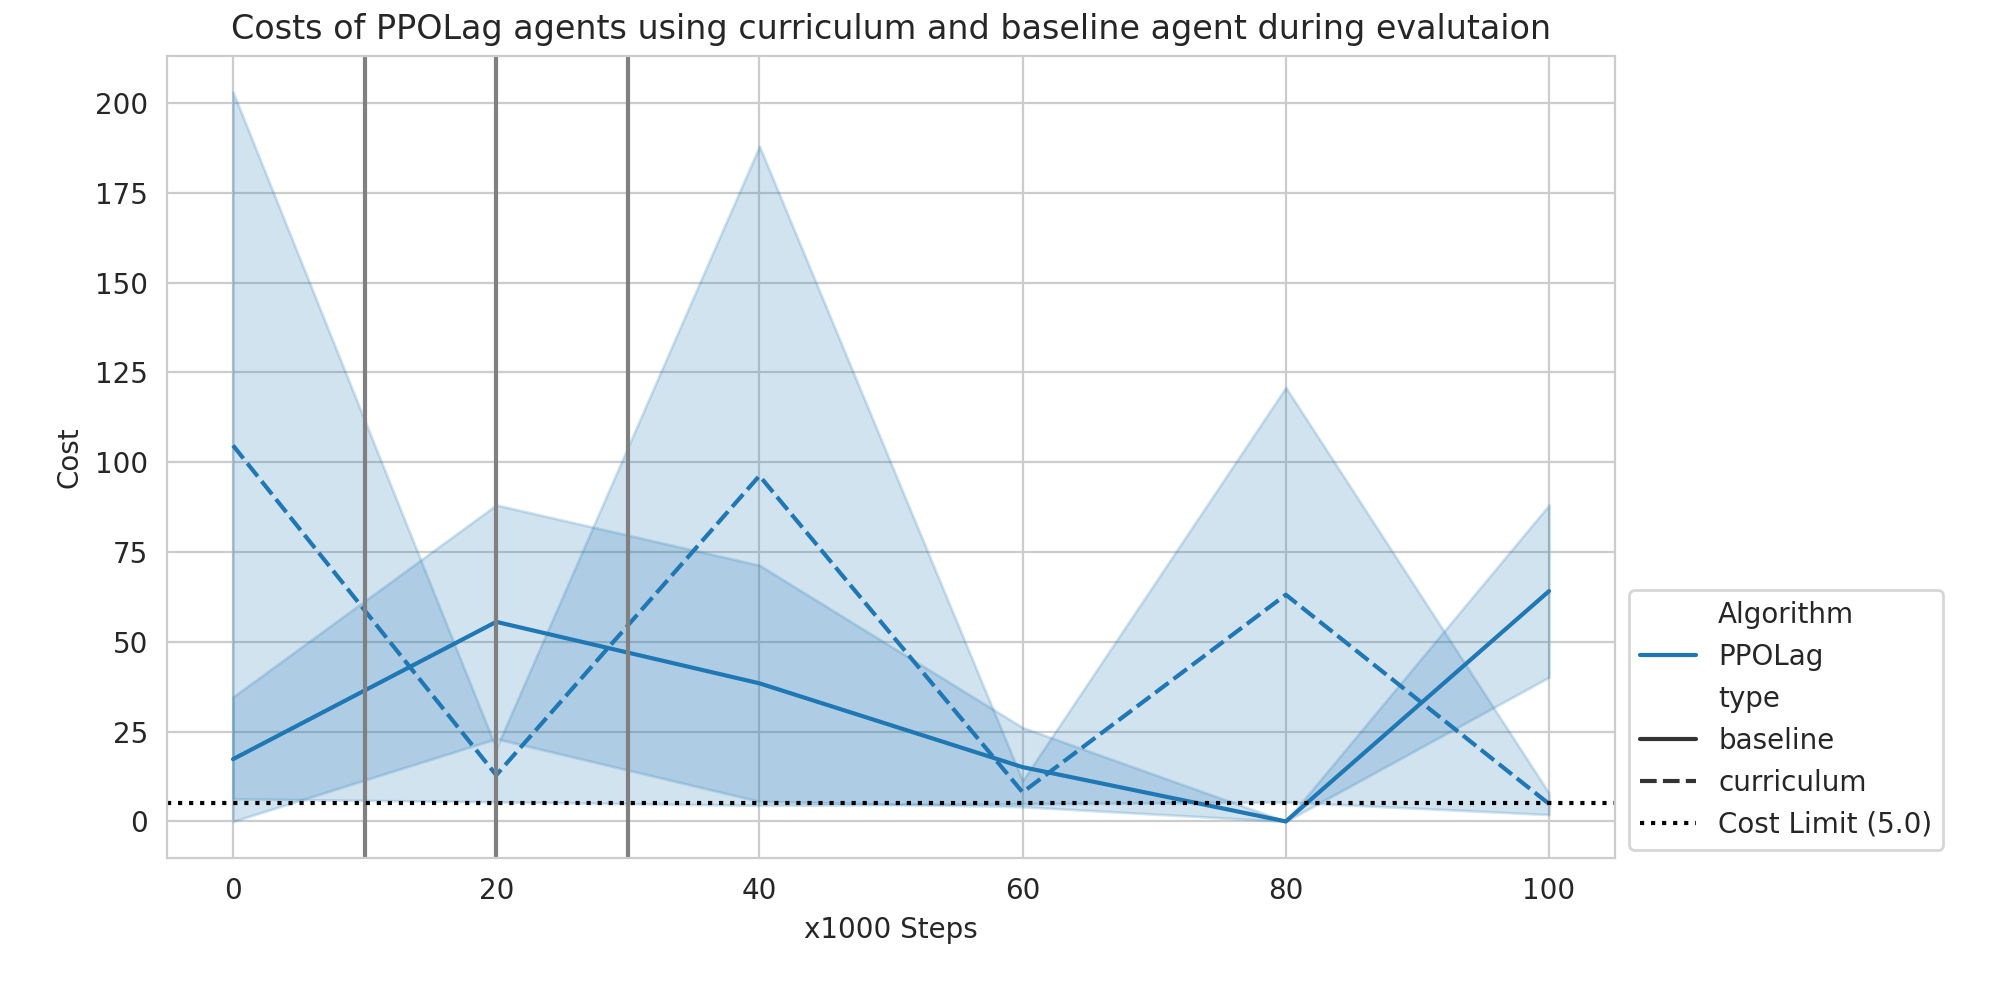 Costs of PPOLag agents using curriculum and baseline agent during evalutaion
200
175
150
125
100
75
50
25
0
Cost
0 20 40 60 80 100
x1000 Steps
Algorithm
PPOLag
type
baseline
curriculum
Cost Limit (5.0)